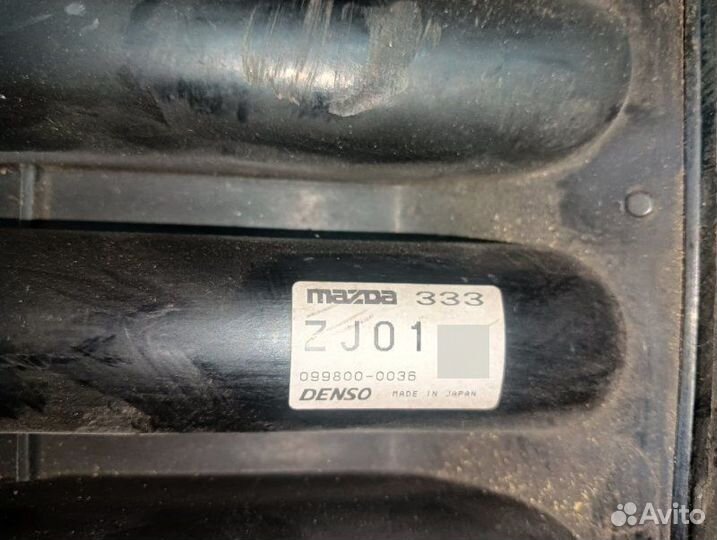 mazda 333
ZJ01
099800-0036
DENSO MADE IN JAPAN
Avito